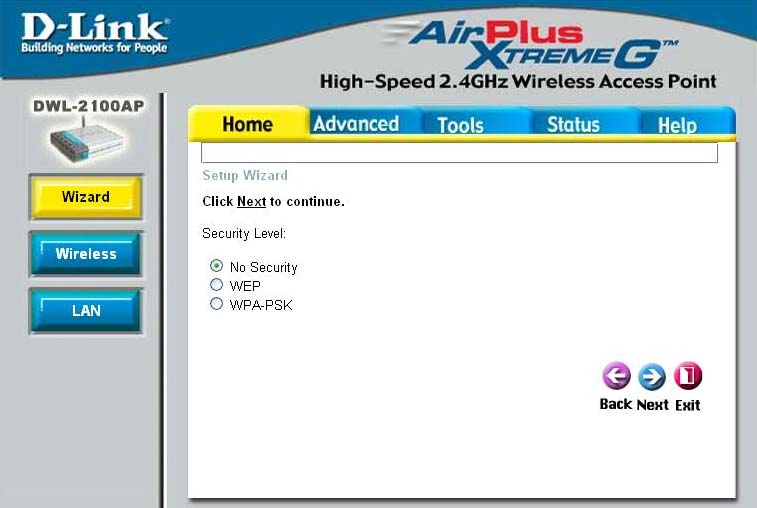 D-Link®
Building Networks for People
AirPlus
XTREME G™
High-Speed 2.4GHz Wireless Access Point
DWL-2100AP
Home Advanced Tools Status Help
Wizard
Wireless
LAN
Setup Wizard
Click Next to continue.
Security Level:
No Security
WEP
WPA-PSK
Back Next Exit